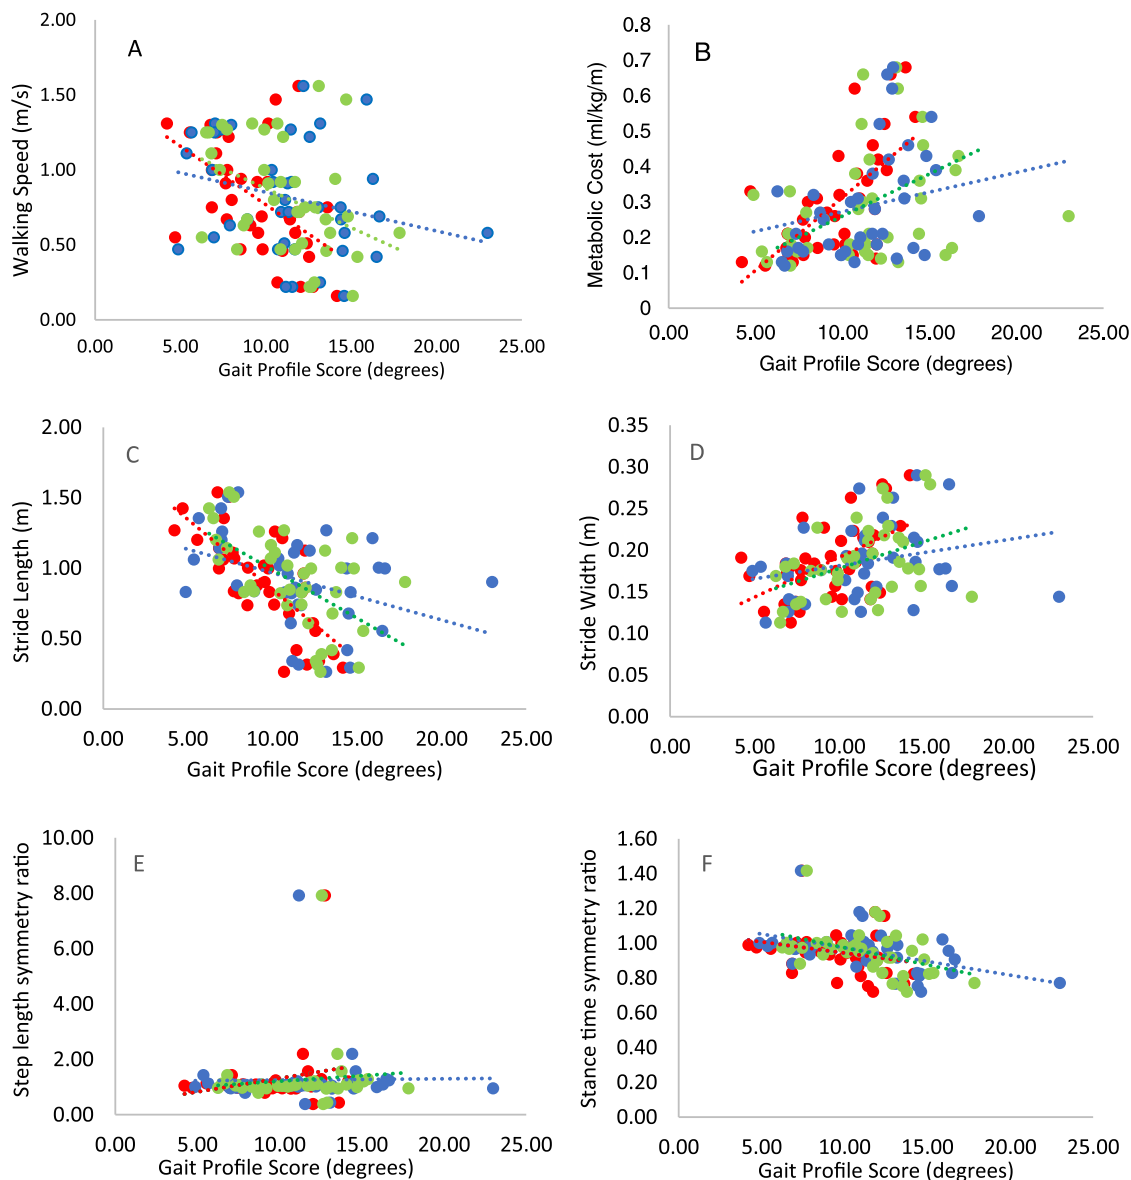 A
2.00
1.50
1.00
0.50
0.00
Walking Speed (m/s)
0.00 5.00 10.00 15.00 20.00 25.00
Gait Profile Score (degrees)
B
0.8
0.7
0.6
0.5
0.4
0.3
0.2
0.1
0
Metabolic Cost (ml/kg/m)
0.00 5.00 10.00 15.00 20.00 25.00
Gait Profile Score (degrees)
C
2.00
1.50
1.00
0.50
0.00
Stride Length (m)
0.00 5.00 10.00 15.00 20.00 25.00
Gait Profile Score (degrees)
D
0.35
0.30
0.25
0.20
0.15
0.10
0.05
0.00
Stride Width (m)
0.00 5.00 10.00 15.00 20.00 25.00
Gait Profile Score (degrees)
E
10.00
8.00
6.00
4.00
2.00
0.00
Step length symmetry ratio
0.00 5.00 10.00 15.00 20.00 25.00
Gait Profile Score (degrees)
F
1.60
1.40
1.20
1.00
0.80
0.60
0.40
0.20
0.00
Stance time symmetry ratio
0.00 5.00 10.00 15.00 20.00 25.00
Gait Profile Score (degrees)